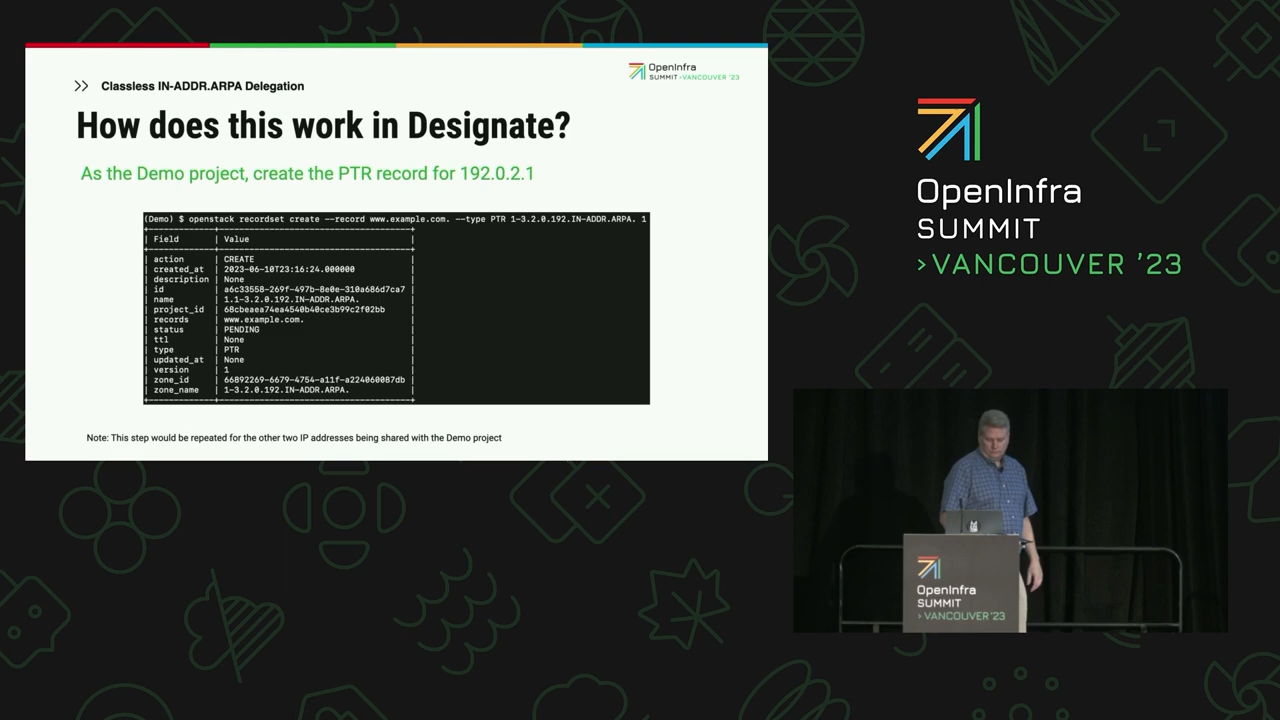 OpenInfra
SUMMIT >VANCOUVER '23
Classless IN-ADDR.ARPA Delegation
How does this work in Designate?
As the Demo project, create the PTR record for 192.0.2.1
(Demo) $ openstack recordset create --record www.example.com. --type PTR 1-3.2.0.192.IN-ADDR.ARPA. 1
| Field | Value |
| action | CREATE |
| created_at | 2023-06-10T23:16:24.000000 |
| description | None |
| id | a6c33558-269f-497b-8e0e-310a686d7ca7 |
| name | 1.1-3.2.0.192.IN-ADDR.ARPA. |
| project_id | 68cbeaea74ea4540b40ce3b99c2f02bb |
| records | www.example.com. |
| status | PENDING |
| ttl | None |
| type | PTR |
| updated_at | None |
| version | 1 |
| zone_id | 66892269-6679-4754-a11f-a224060087db |
| zone_name | 1-3.2.0.192.IN-ADDR.ARPA. |
Note: This step would be repeated for the other two IP addresses being shared with the Demo project
OpenInfra
SUMMIT
>VANCOUVER '23
OpenInfra
SUMMIT
>VANCOUVER '23